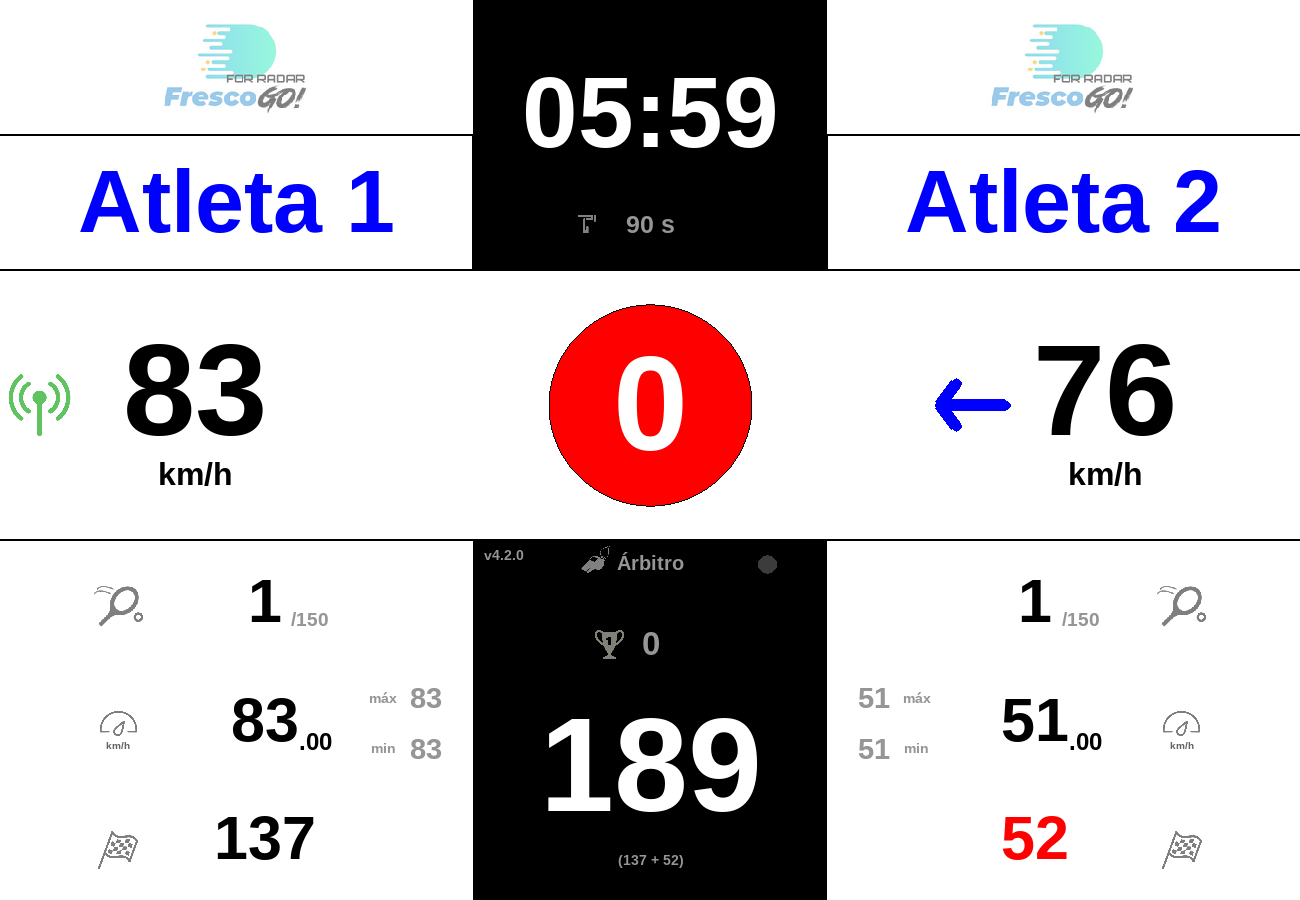 FOR RADAR
FrescoGO!
05:59
90 s
FOR RADAR
FrescoGO!
Atleta 1
Atleta 2
83
km/h
0
76
km/h
v4.2.0
Árbitro
1 /150
1 /150
1
0
km/h
83.00
máx 83
min 83
51 máx
51 min
51.00
km/h
189
137
52
(137 + 52)